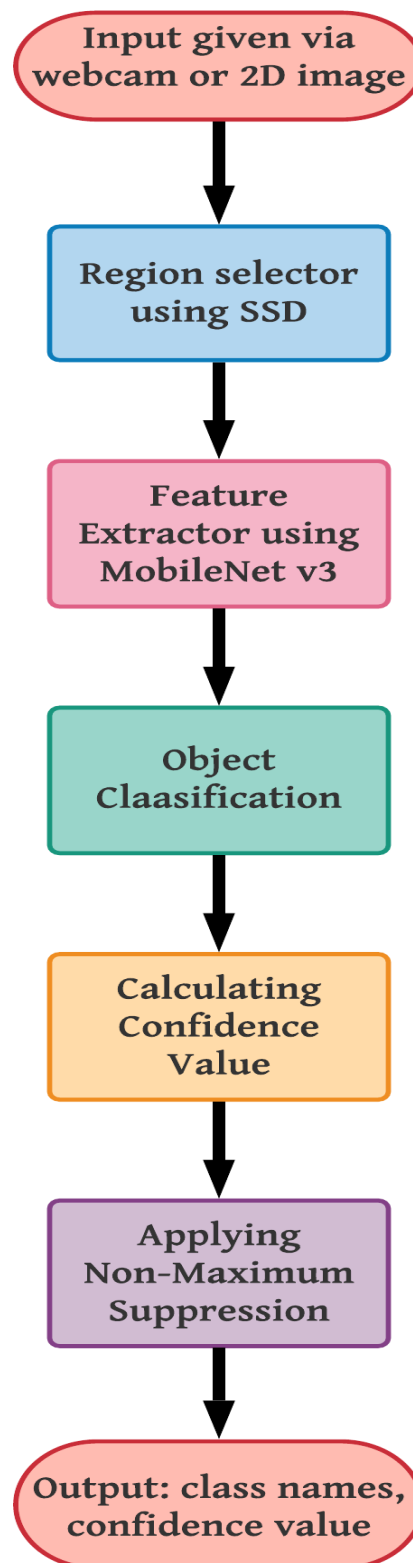 Input given via
webcam or 2D image
Region selector
using SSD
Feature
Extractor using
MobileNet v3
Object
Claasification
Calculating
Confidence
Value
Applying
Non-Maximum
Suppression
Output: class names,
confidence value